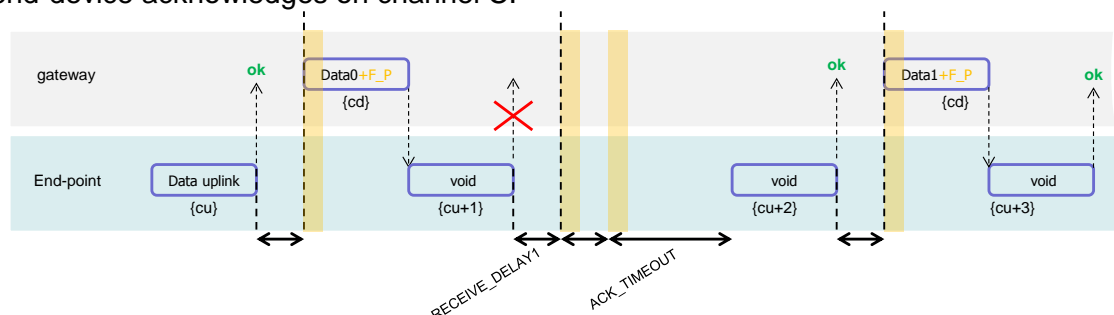 end-device acknowledges on channel C.
gateway
ok
Data0+F_P
{cd}
ok
Data1+F_P
{cd}
ok
End-point
Data uplink
{cu}
void
{cu+1}
void
{cu+2}
void
{cu+3}
RECEIVE_DELAY1
ACK_TIMEOUT